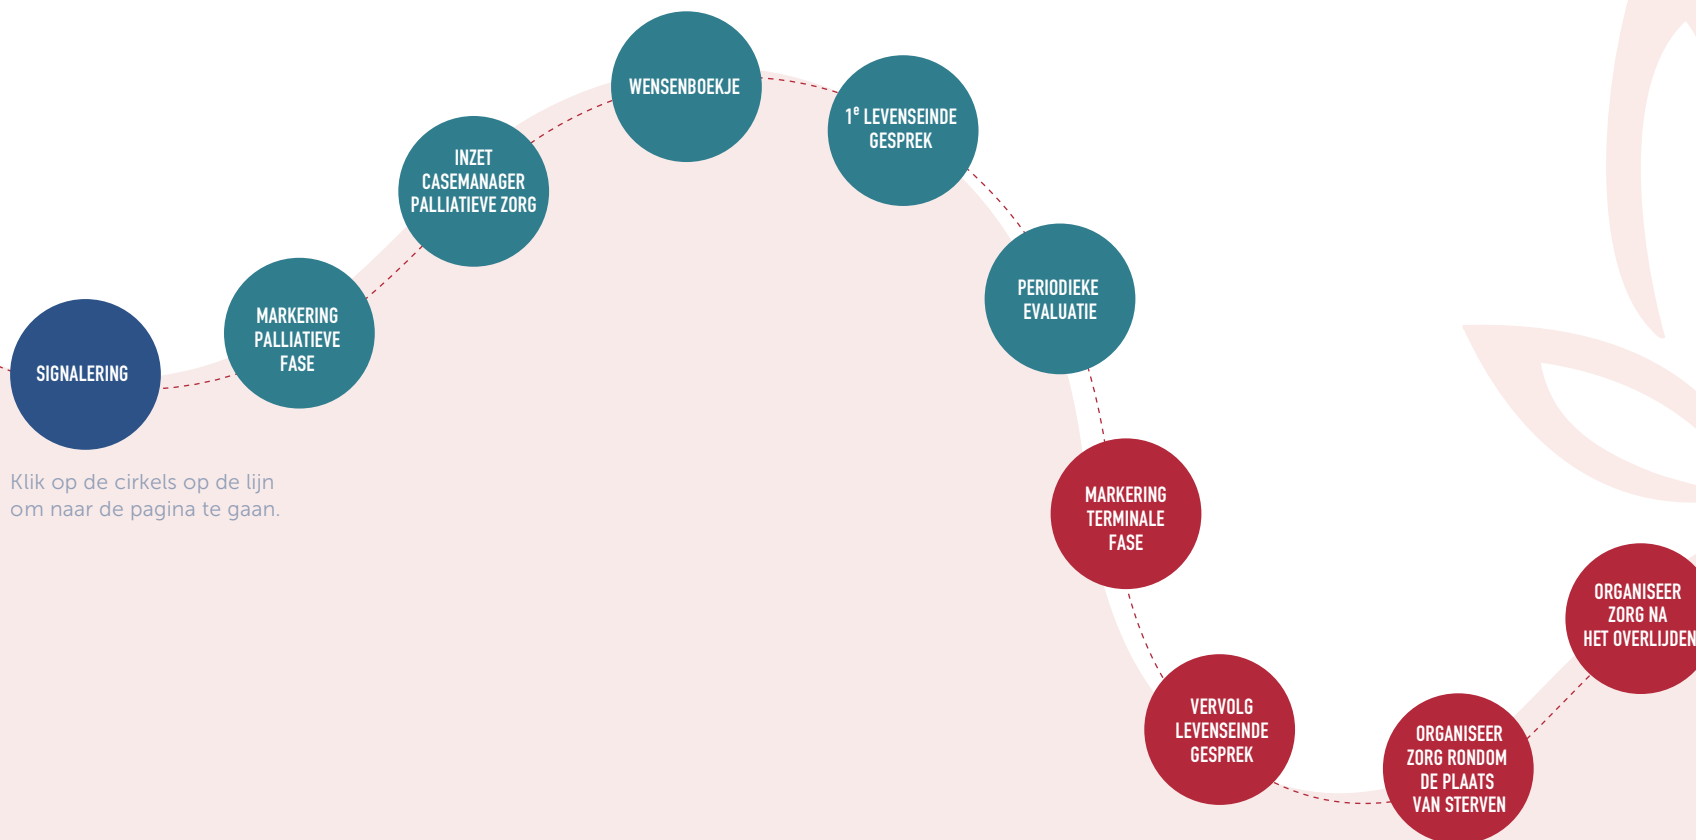 SIGNALERING
Klik op de cirkels op de lijn
om naar de pagina te gaan.
MARKERING
PALLIATIEVE
FASE
INZET
CASEMANAGER
PALLIATIEVE ZORG
WENSENBOEKJE
1e LEVENSEINDE
GESPREK
PERIODIEKE
EVALUATIE
MARKERING
TERMINALE
FASE
VERVOLG
LEVENSEINDE
GESPREK
ORGANISEER
ZORG RONDOM
DE PLAATS
VAN STERVEN
ORGANISEER
ZORG NA
HET OVERLIJDEN